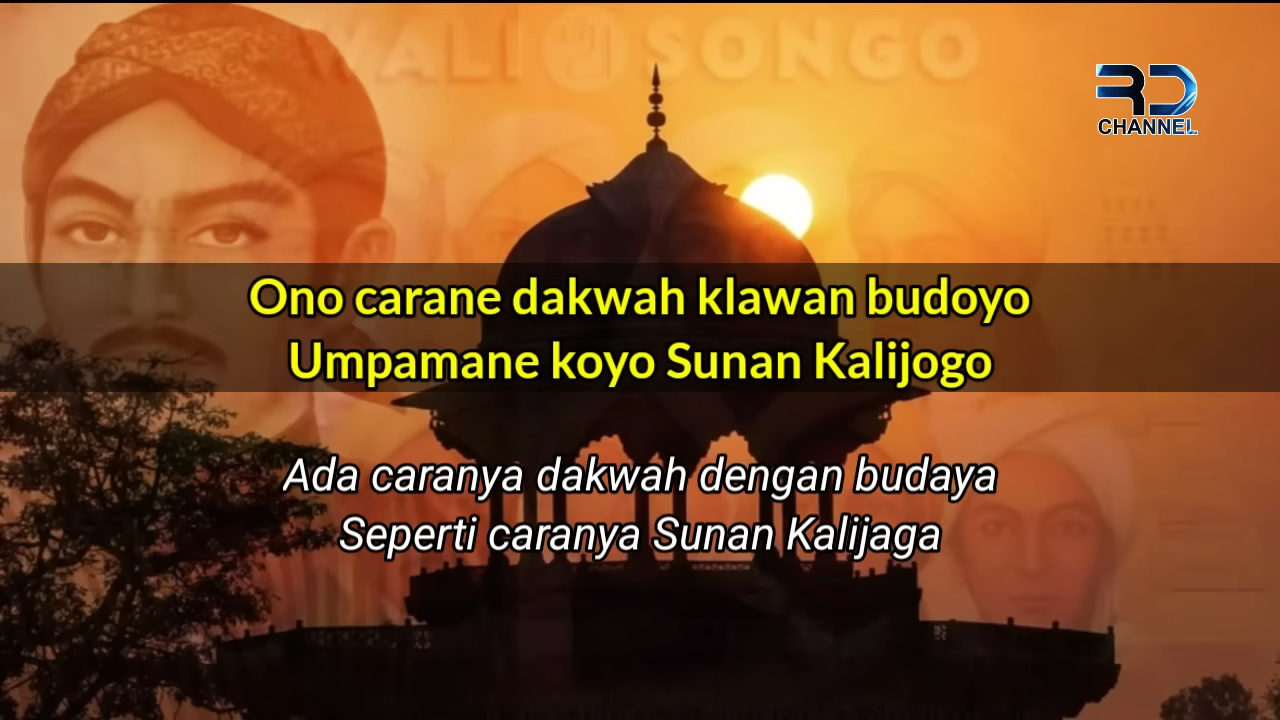 WALI SONGO
RD
CHANNEL
Ono carane dakwah klawan budoyo
Umpamane koyo Sunan Kalijogo
Ada caranya dakwah dengan budaya
Seperti caranya Sunan Kalijaga